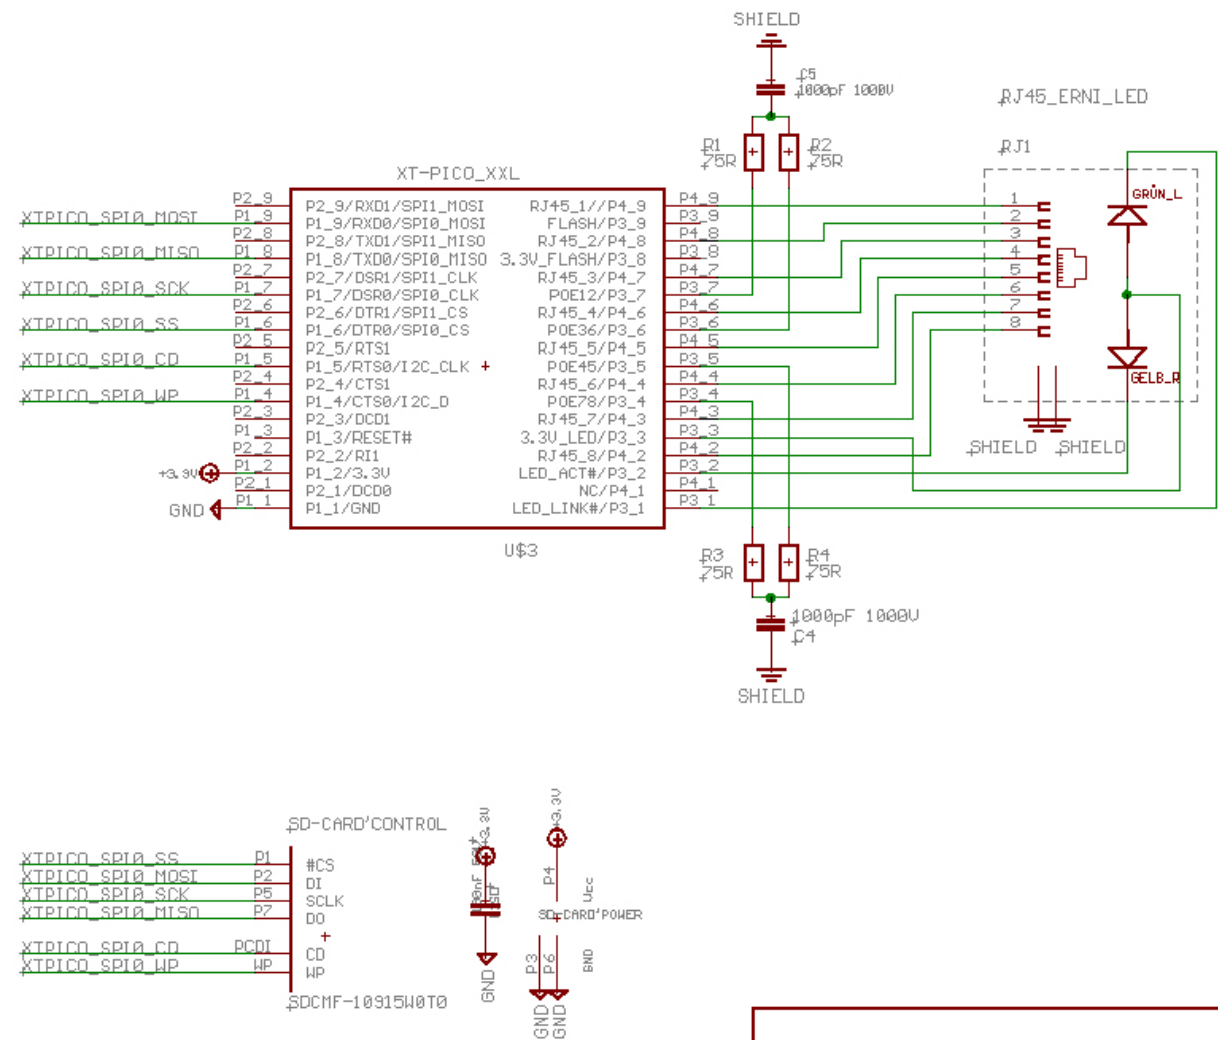 SHIELD
C5
1000pF 1000V
RJ45_ERNI_LED
R1
75R
R2
75R
RJ1
XT-PICO_XXL
GRÜN_L
1
2
3
4
5
6
7
8
GELB_R
SHIELD SHIELD
XTPICO_SPI0_MOSI
XTPICO_SPI0_MISO
XTPICO_SPI0_SCK
XTPICO_SPI0_SS
XTPICO_SPI0_CD
XTPICO_SPI0_WP
+3.3V
GND
P2_9 P2_9/RXD1/SPI1_MOSI RJ45_1//P4_9 P4_9
P1_9 P1_9/RXD0/SPI0_MOSI FLASH/P3_9 P3_9
P2_8 P2_8/TXD1/SPI1_MISO RJ45_2/P4_8 P4_8
P1_8 P1_8/TXD0/SPI0_MISO 3.3V_FLASH/P3_8 P3_8
P2_7 P2_7/DSR1/SPI1_CLK RJ45_3/P4_7 P4_7
P1_7 P1_7/DSR0/SPI0_CLK POE12/P3_7 P3_7
P2_6 P2_6/DTR1/SPI1_CS RJ45_4/P4_6 P4_6
P1_6 P1_6/DTR0/SPI0_CS POE36/P3_6 P3_6
P2_5 P2_5/RTS1 RJ45_5/P4_5 P4_5
P1_5 P1_5/RTS0/I2C_CLK POE45/P3_5 P3_5
P2_4 P2_4/CTS1 RJ45_6/P4_4 P4_4
P1_4 P1_4/CTS0/I2C_D POE78/P3_4 P3_4
P2_3 P2_3/DCD1 RJ45_7/P4_3 P4_3
P1_3 P1_3/RESET# 3.3V_LED/P3_3 P3_3
P2_2 P2_2/RI1 RJ45_8/P4_2 P4_2
P1_2 P1_2/3.3V LED_ACT#/P3_2 P3_2
P2_1 P2_1/DCD0 NC/P4_1 P4_1
P1_1 P1_1/GND LED_LINK#/P3_1 P3_1
U$3
R3
75R
R4
75R
1000pF 1000V
C4
SHIELD
SD-CARD'CONTROL
XTPICO_SPI0_SS P1 #CS
XTPICO_SPI0_MOSI P2 DI
XTPICO_SPI0_SCK P5 SCLK
XTPICO_SPI0_MISO P7 DO
XTPICO_SPI0_CD PCDI CD
XTPICO_SPI0_WP WP WP
SDCMF-10915W0T0
+3.3V
GND
+3.3V
P4
Vcc
SD-CARD'POWER
P3
P6
GND
GND
GND